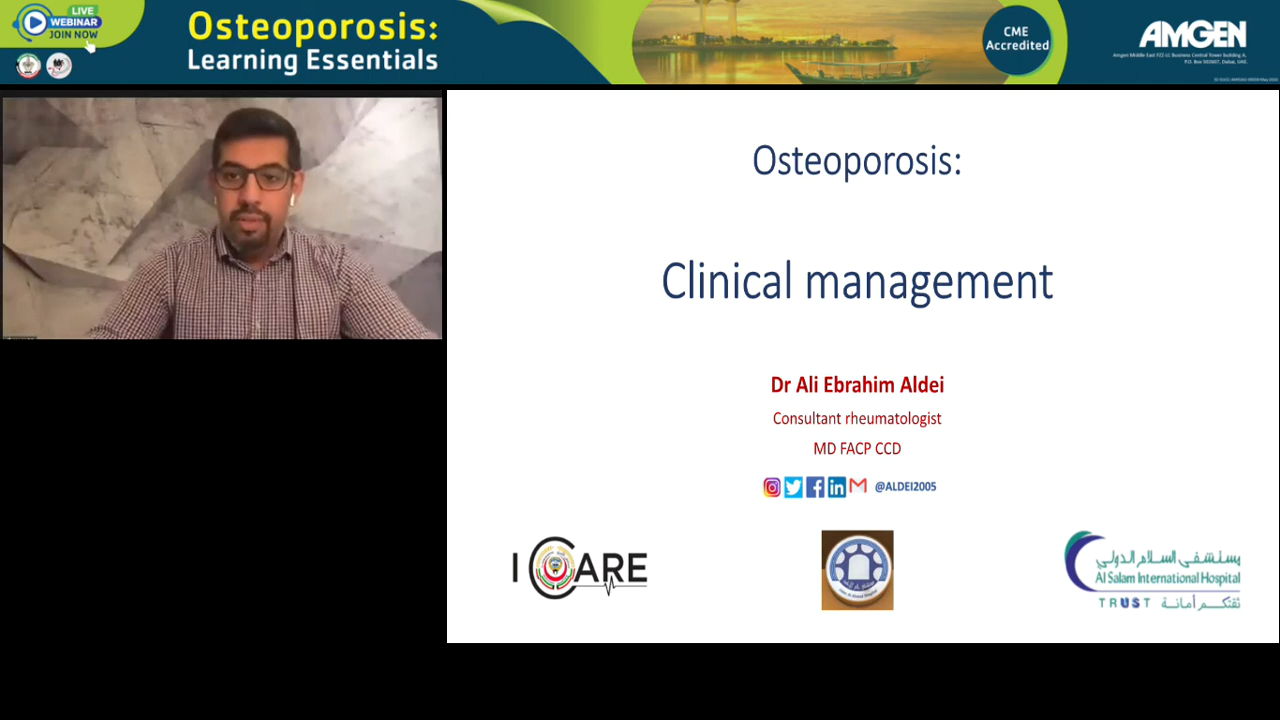 LIVE
WEBINAR
JOIN NOW
Osteoporosis:
Learning Essentials
CME
Accredited
AMGEN
Osteoporosis:
Clinical management
Dr Ali Ebrahim Aldei
Consultant rheumatologist
MD FACP CCD
@ALDEI2005
I CARE
مستشفى السلام الدولي
Al Salam International Hospital
TRUST ثقتكم أمانة